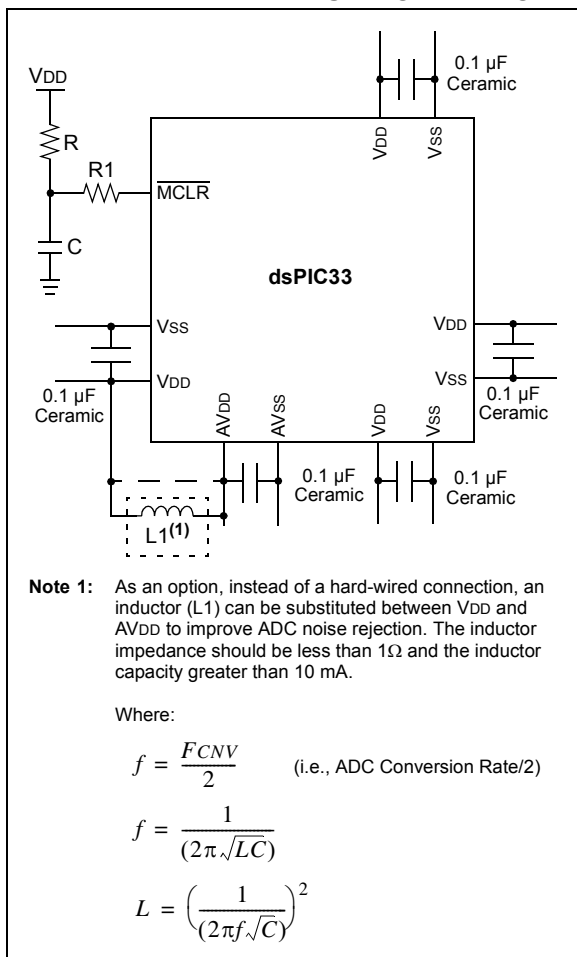 0.1 µF
Ceramic
VDD
R
R1
MCLR
C
VDD
VSS
dsPIC33
VSS
VDD
0.1 µF
Ceramic
VDD
VSS
0.1 µF
Ceramic
AVDD
AVSS
VDD
VSS
0.1 µF
Ceramic
0.1 µF
Ceramic
L1(1)
Note 1: As an option, instead of a hard-wired connection, an
inductor (L1) can be substituted between VDD and
AVDD to improve ADC noise rejection. The inductor
impedance should be less than 1Ω and the inductor
capacity greater than 10 mA.
Where:
f = FCNV / 2 (i.e., ADC Conversion Rate/2)
f = 1 / (2π√LC)
L = (1 / (2πf√C))²